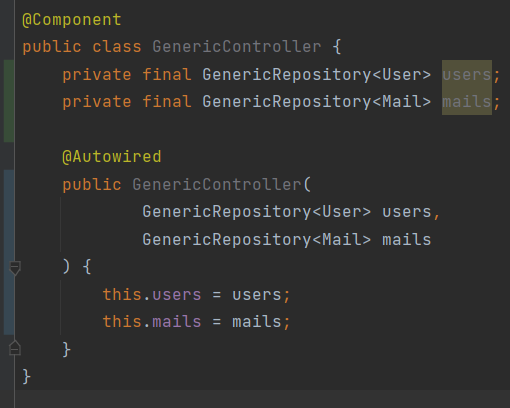 @Component
public class GenericController {
private final GenericRepository<User> users;
private final GenericRepository<Mail> mails;
@Autowired
public GenericController(
GenericRepository<User> users,
GenericRepository<Mail> mails
) {
this.users = users;
this.mails = mails;
}
}